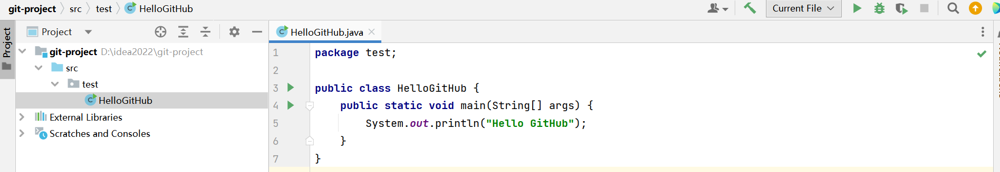 git-project src test HelloGitHub Current File
Project
Project
HelloGitHub.java
git-project D:\idea2022\git-project
src
test
HelloGitHub
External Libraries
Scratches and Consoles
1 package test;
2
3 public class HelloGitHub {
4 public static void main(String[] args) {
5 System.out.println("Hello GitHub");
6 }
7 }